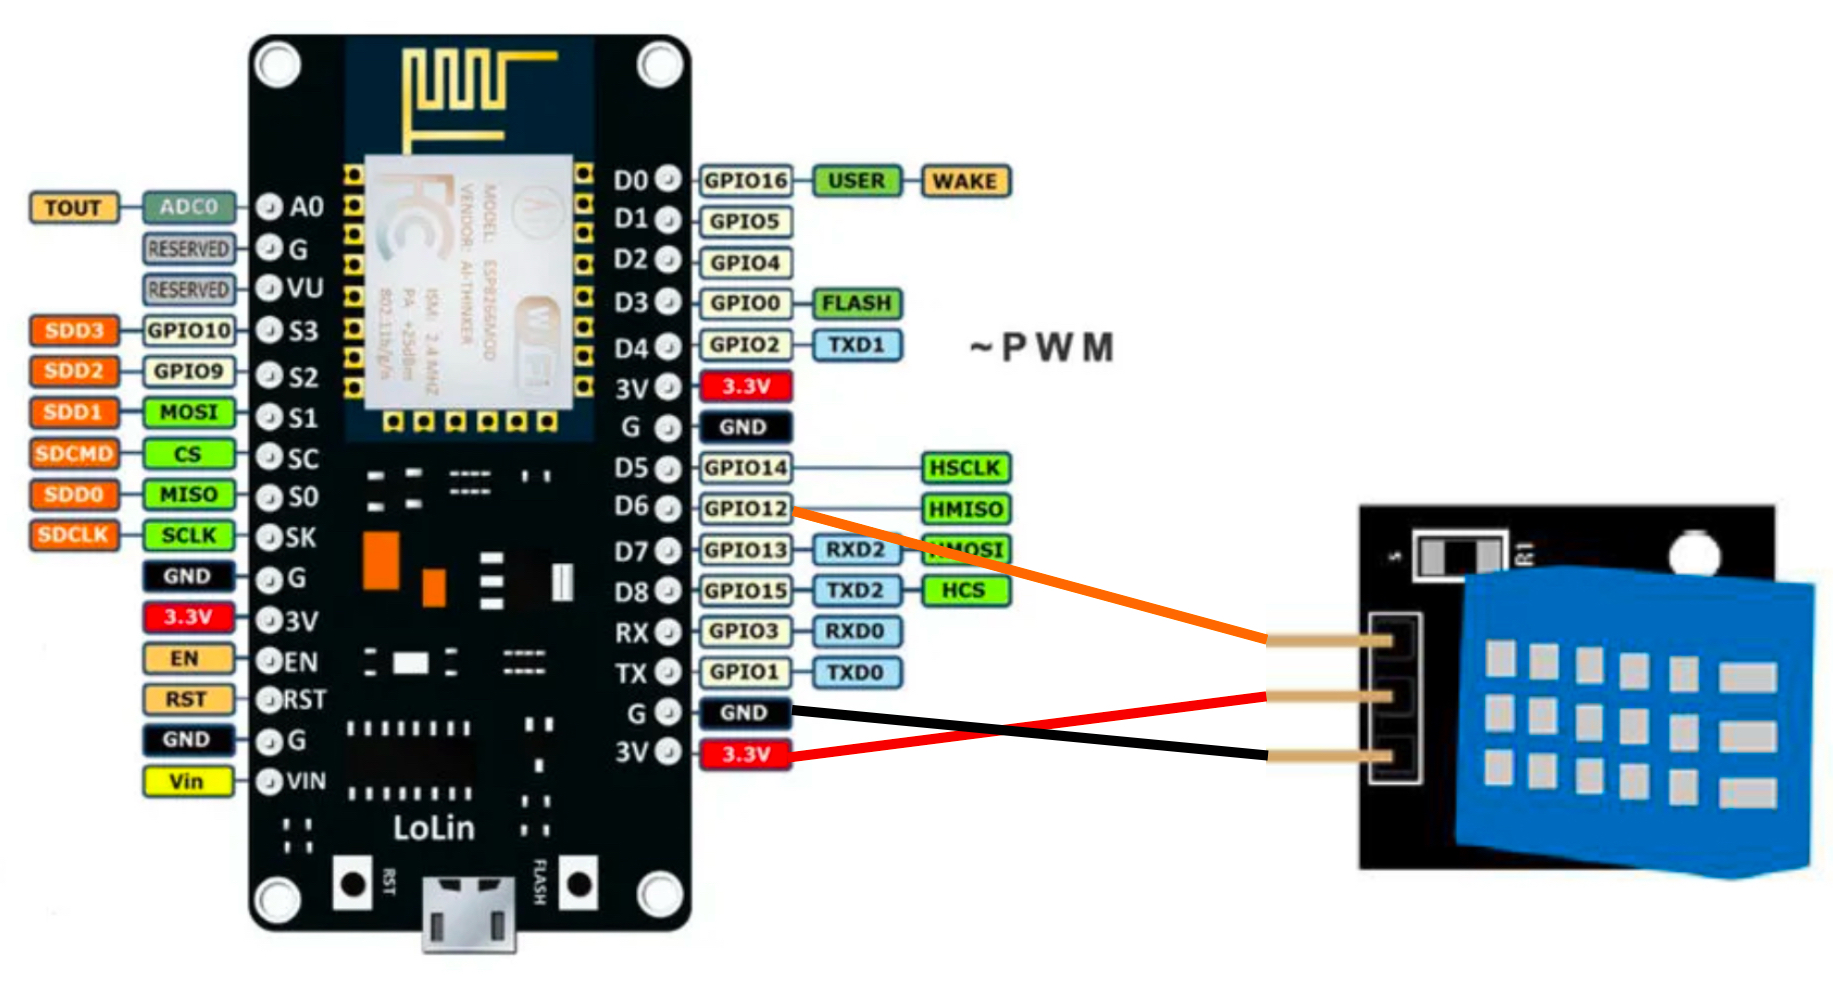 TOUT ADC0 A0
RESERVED G
RESERVED VU
SDD3 GPIO10 S3
SDD2 GPIO9 S2
SDD1 MOSI S1
SDCMD CS SC
SDD0 MISO S0
SDCLK SCLK SK
GND G
3.3V 3V
EN EN
RST RST
GND G
Vin VIN
FC
MODEL: ESP8266MOD
VENDOR: AI-THINKER
ISM: 2.4 MHZ
PA +25dBm
802.11b/g/n
Wi Fi
LoLin
RST
FLASH
D0 GPIO16 USER WAKE
D1 GPIO5
D2 GPIO4
D3 GPIO0 FLASH
D4 GPIO2 TXD1
~PWM
3V 3.3V
G GND
D5 GPIO14 HSCLK
D6 GPIO12 HMISO
D7 GPIO13 RXD2 HMOSI
D8 GPIO15 TXD2 HCS
RX GPIO3 RXD0
TX GPIO1 TXD0
G GND
3V 3.3V
s
R1